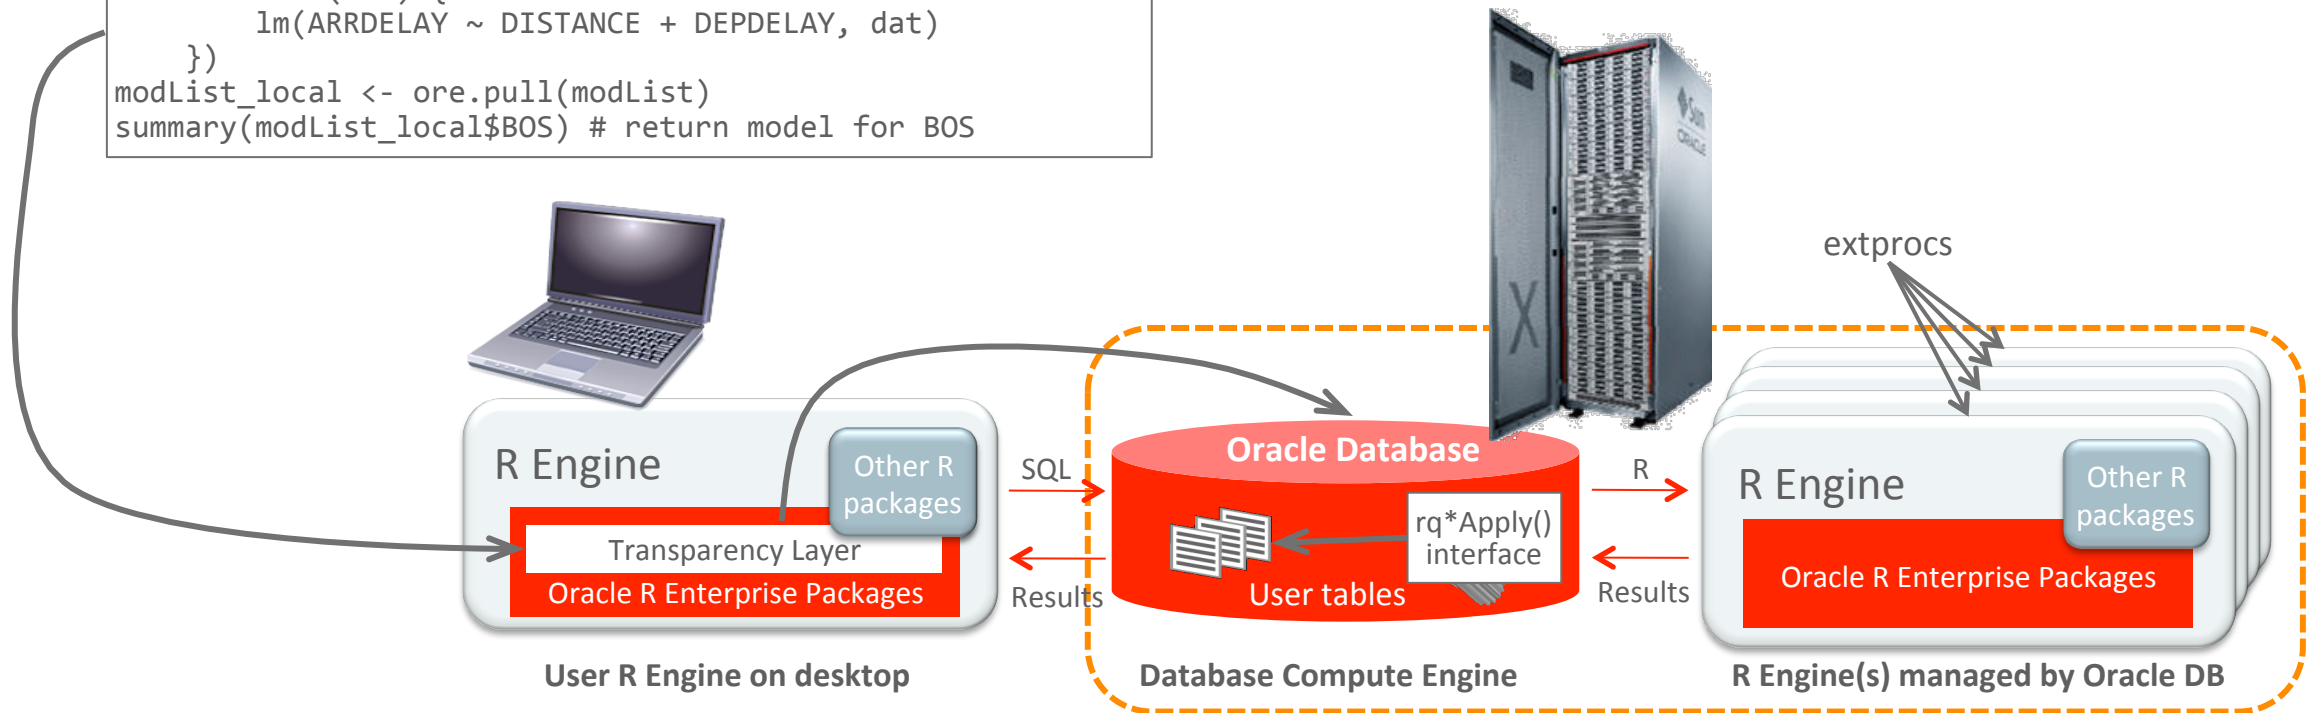 lm(ARRDELAY ~ DISTANCE + DEPDELAY, dat)
})
modList_local <- ore.pull(modList)
summary(modList_local$BOS) # return model for BOS
Sun
ORACLE
X
extprocs
R Engine
Other R
packages
Transparency Layer
Oracle R Enterprise Packages
SQL
Results
Oracle Database
rq*Apply()
interface
User tables
R
Results
R Engine
Other R
packages
Oracle R Enterprise Packages
User R Engine on desktop
Database Compute Engine
R Engine(s) managed by Oracle DB